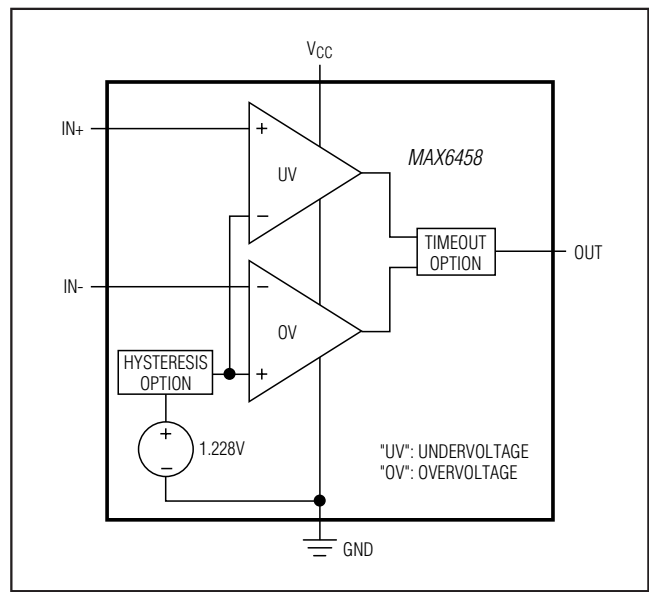 VCC
IN+
+
MAX6458
UV
−
TIMEOUT
OPTION
OUT
IN-
−
OV
HYSTERESIS
OPTION
+
+
−
1.228V
"UV": UNDERVOLTAGE
"OV": OVERVOLTAGE
GND